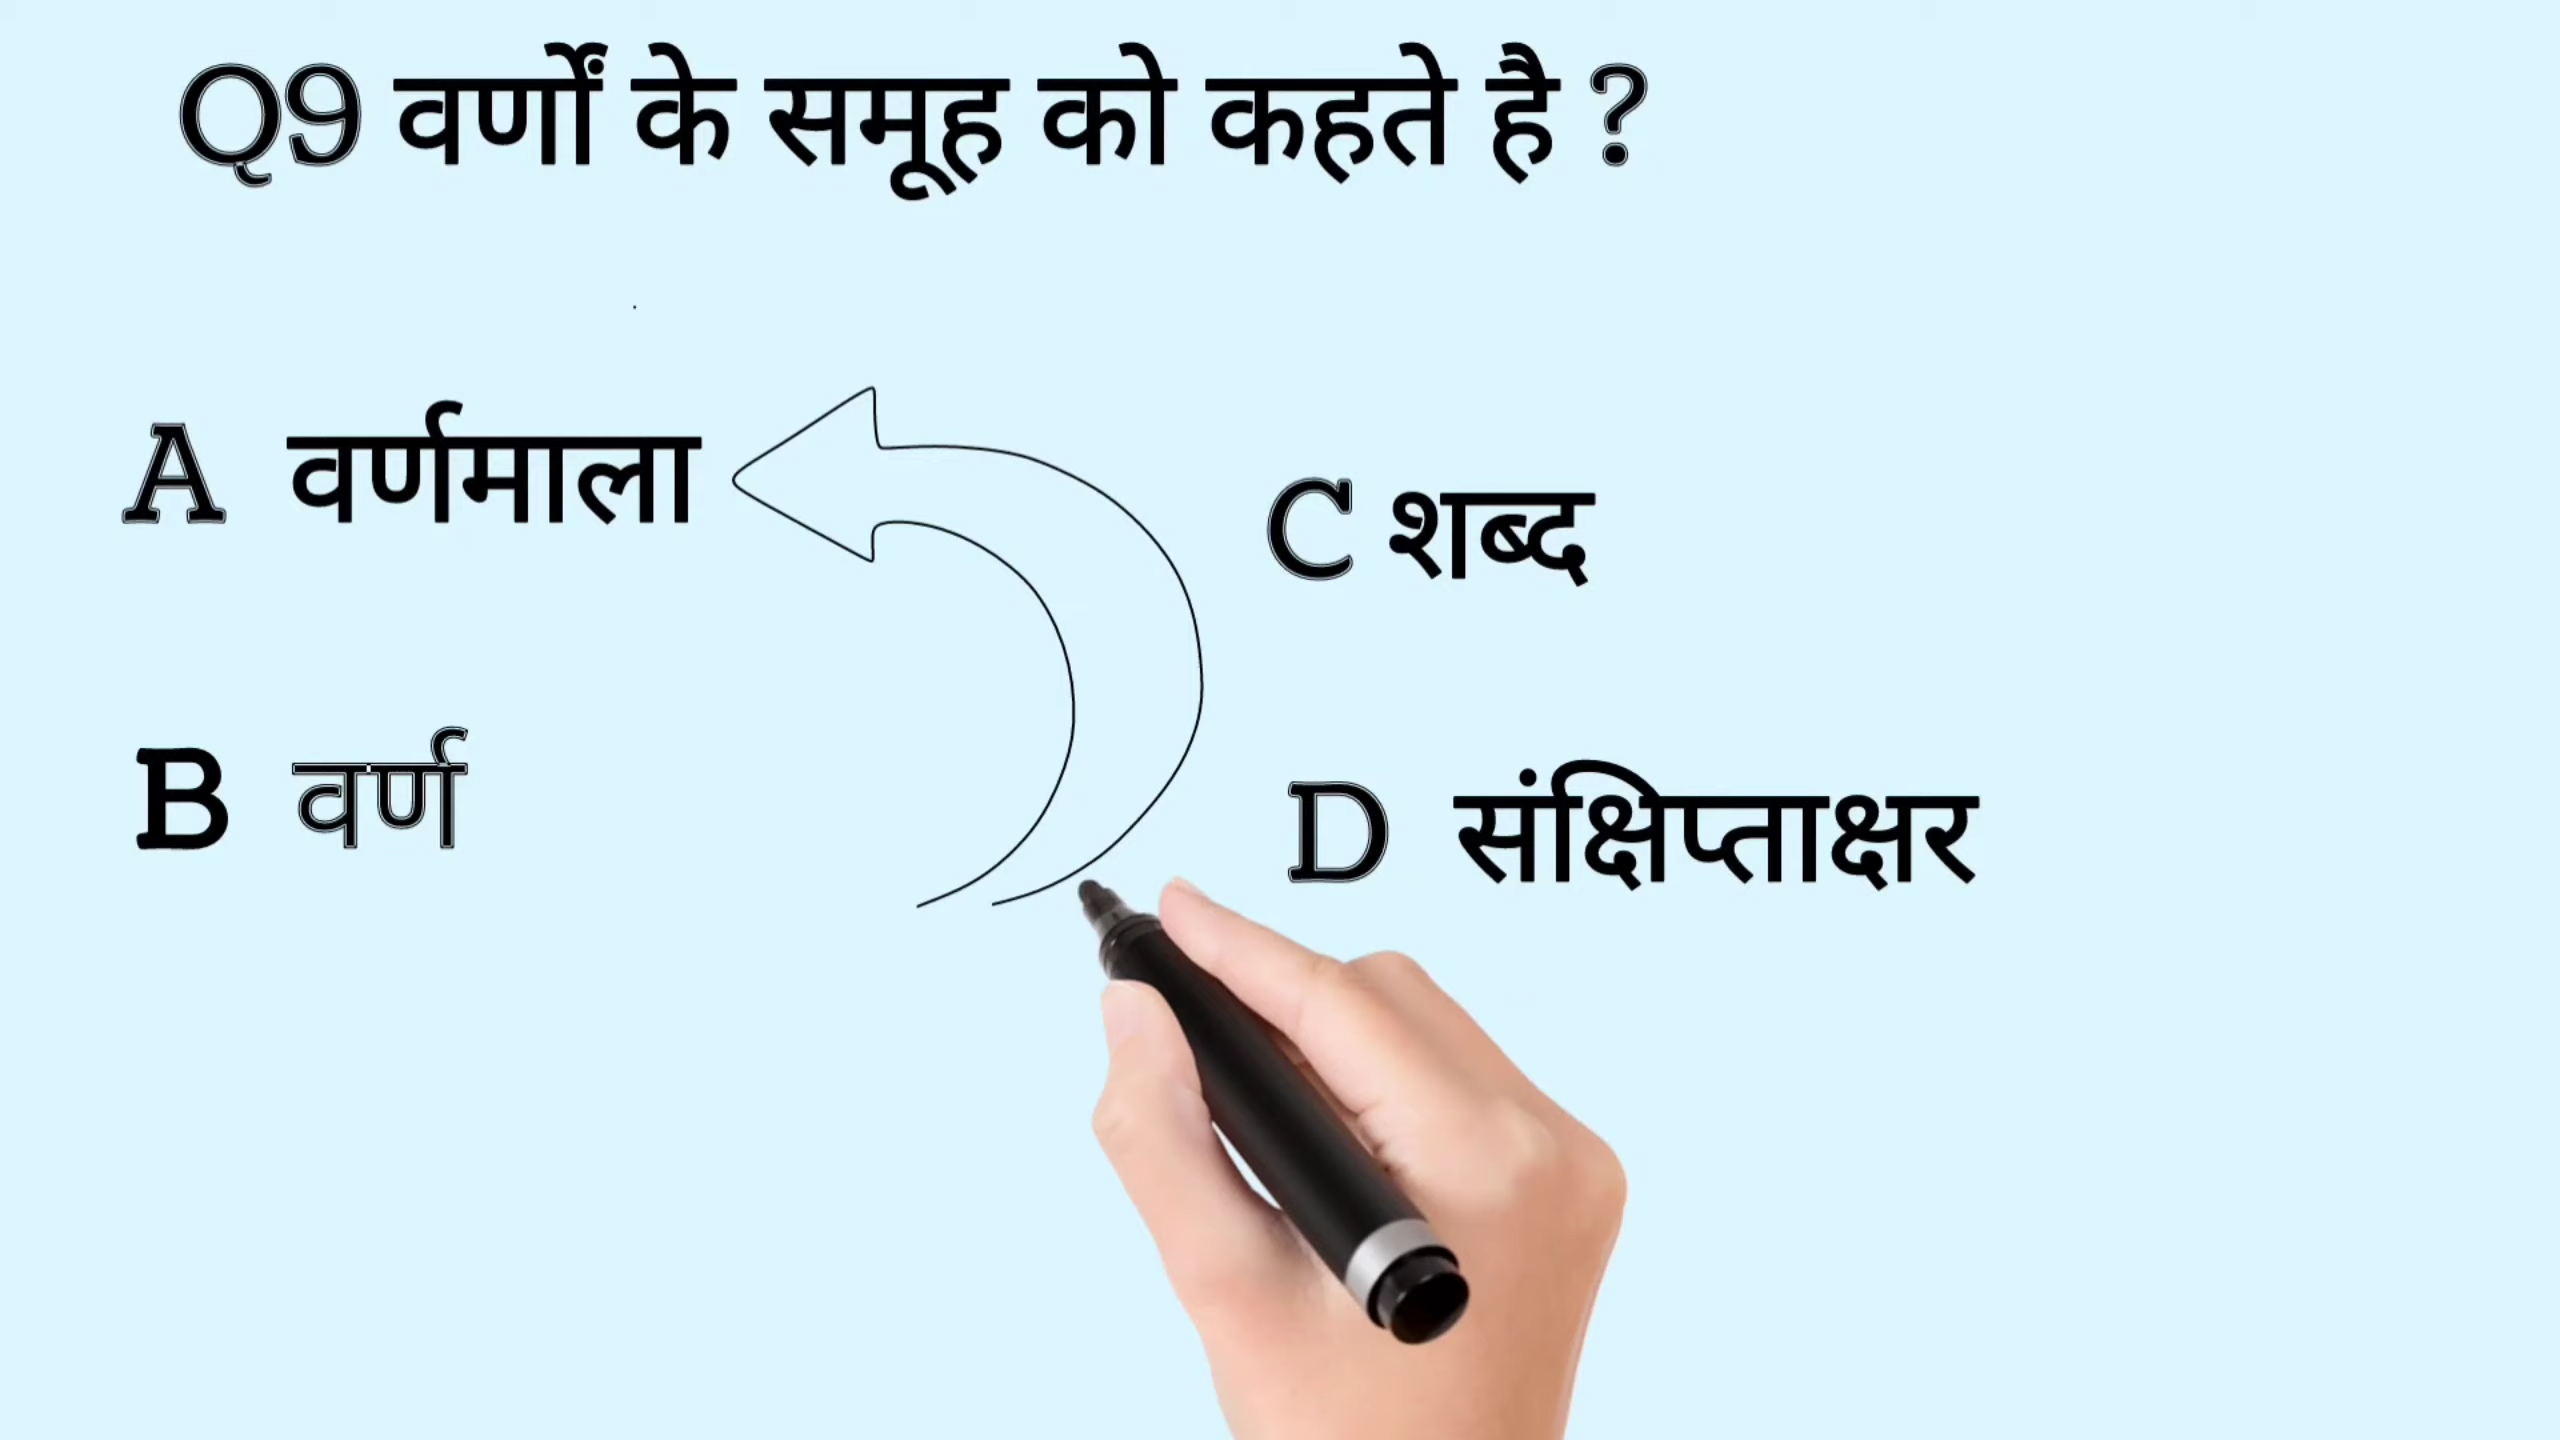 Q9 वर्णों के समूह को कहते है ?
A वर्णमाला
B वर्ण
C शब्द
D संक्षिप्ताक्षर